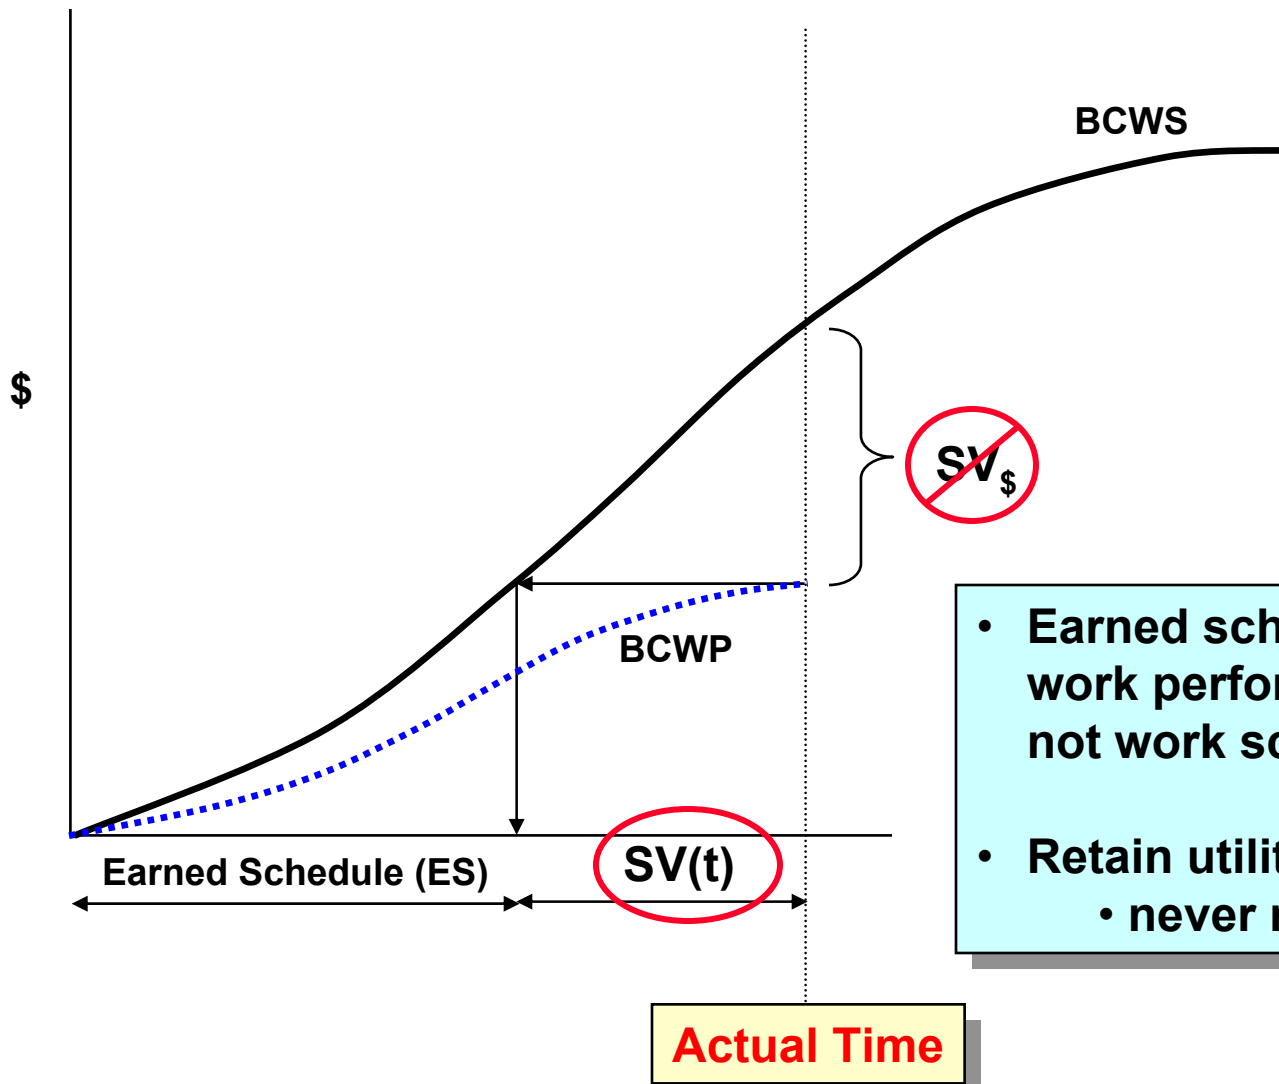 BCWS
$
SV$
BCWP
• Earned sch
work perfor
not work sc
• Retain utilit
• never r
Earned Schedule (ES)
SV(t)
Actual Time